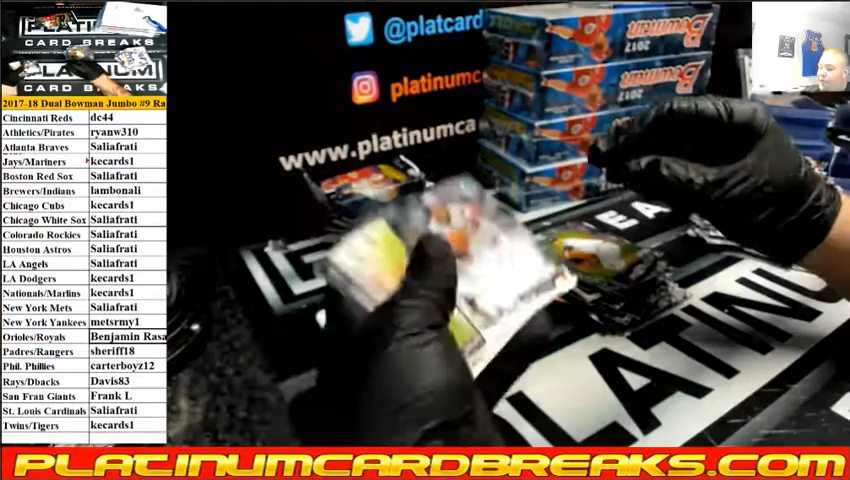 PLATINUM
CARD BREAKS
PLATINUM
CARD BREAKS
2017-18 Dual Bowman Jumbo #9 Ra
Cincinnati Reds dc44
Athletics/Pirates ryanw310
Atlanta Braves Saliafrati
Jays/Mariners kecards1
Boston Red Sox Saliafrati
Brewers/Indians lambonali
Chicago Cubs kecards1
Chicago White Sox Saliafrati
Colorado Rockies Saliafrati
Houston Astros Saliafrati
LA Angels Saliafrati
LA Dodgers kecards1
Nationals/Marlins kecards1
New York Mets Saliafrati
New York Yankees metsrmy1
Orioles/Royals Benjamin Rasa
Padres/Rangers sheriff18
Phil. Phillies carterboyz12
Rays/Dbacks Davis83
San Fran Giants Frank L
St. Louis Cardinals Saliafrati
Twins/Tigers kecards1
@platcard
platinumc
www.platinumca
Bowman
2017
Bowman
2017
EA
PLATINUM
PLATINUMCARDBREAKS.COM